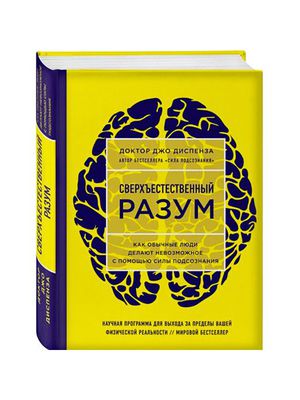 ДОКТОР ДЖО ДИСПЕНЗА
АВТОР БЕСТСЕЛЛЕРА «СИЛА ПОДСОЗНАНИЯ»
СВЕРХЪЕСТЕСТВЕННЫЙ
РАЗУМ
КАК ОБЫЧНЫЕ ЛЮДИ
ДЕЛАЮТ НЕВОЗМОЖНОЕ
С ПОМОЩЬЮ СИЛЫ ПОДСОЗНАНИЯ
НАУЧНАЯ ПРОГРАММА ДЛЯ ВЫХОДА ЗА ПРЕДЕЛЫ ВАШЕЙ
ФИЗИЧЕСКОЙ РЕАЛЬНОСТИ // МИРОВОЙ БЕСТСЕЛЛЕР
СВЕРХЪЕСТЕСТВЕННЫЙ
РАЗУМ
ДОКТОР
ДЖО
ДИСПЕНЗА